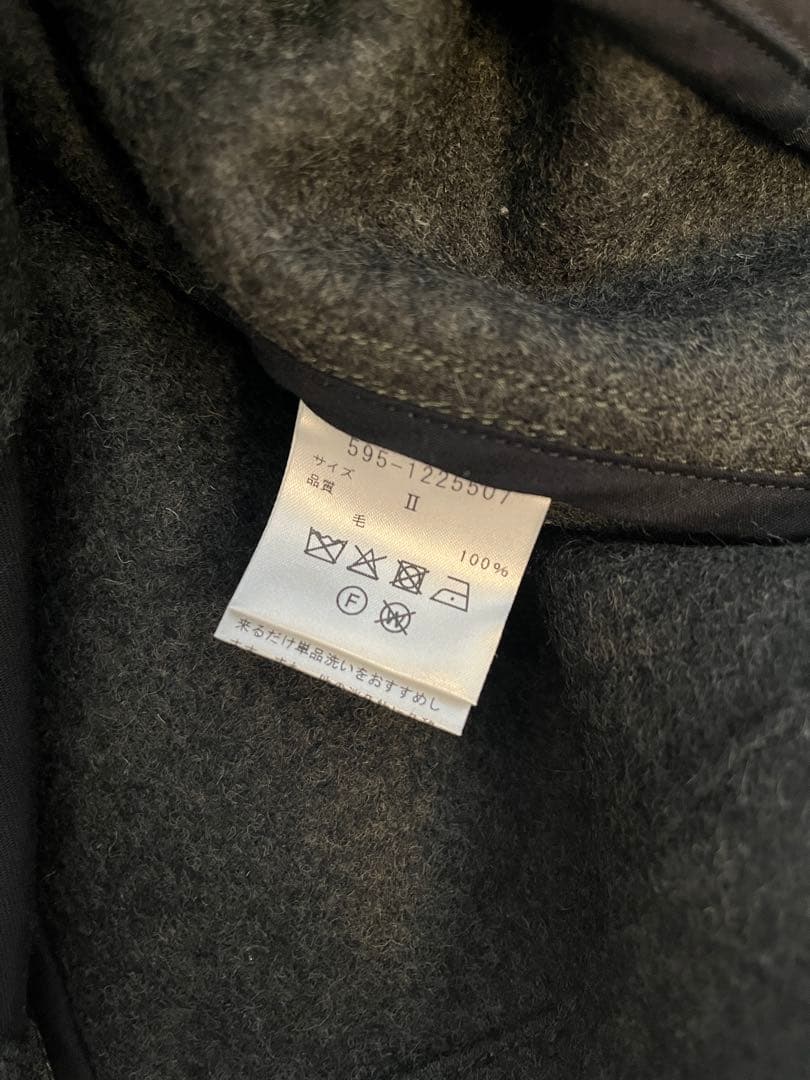 595-1225507
サイズ II
品質
毛 100%
F W
来るだけ単品洗いをおすすめし